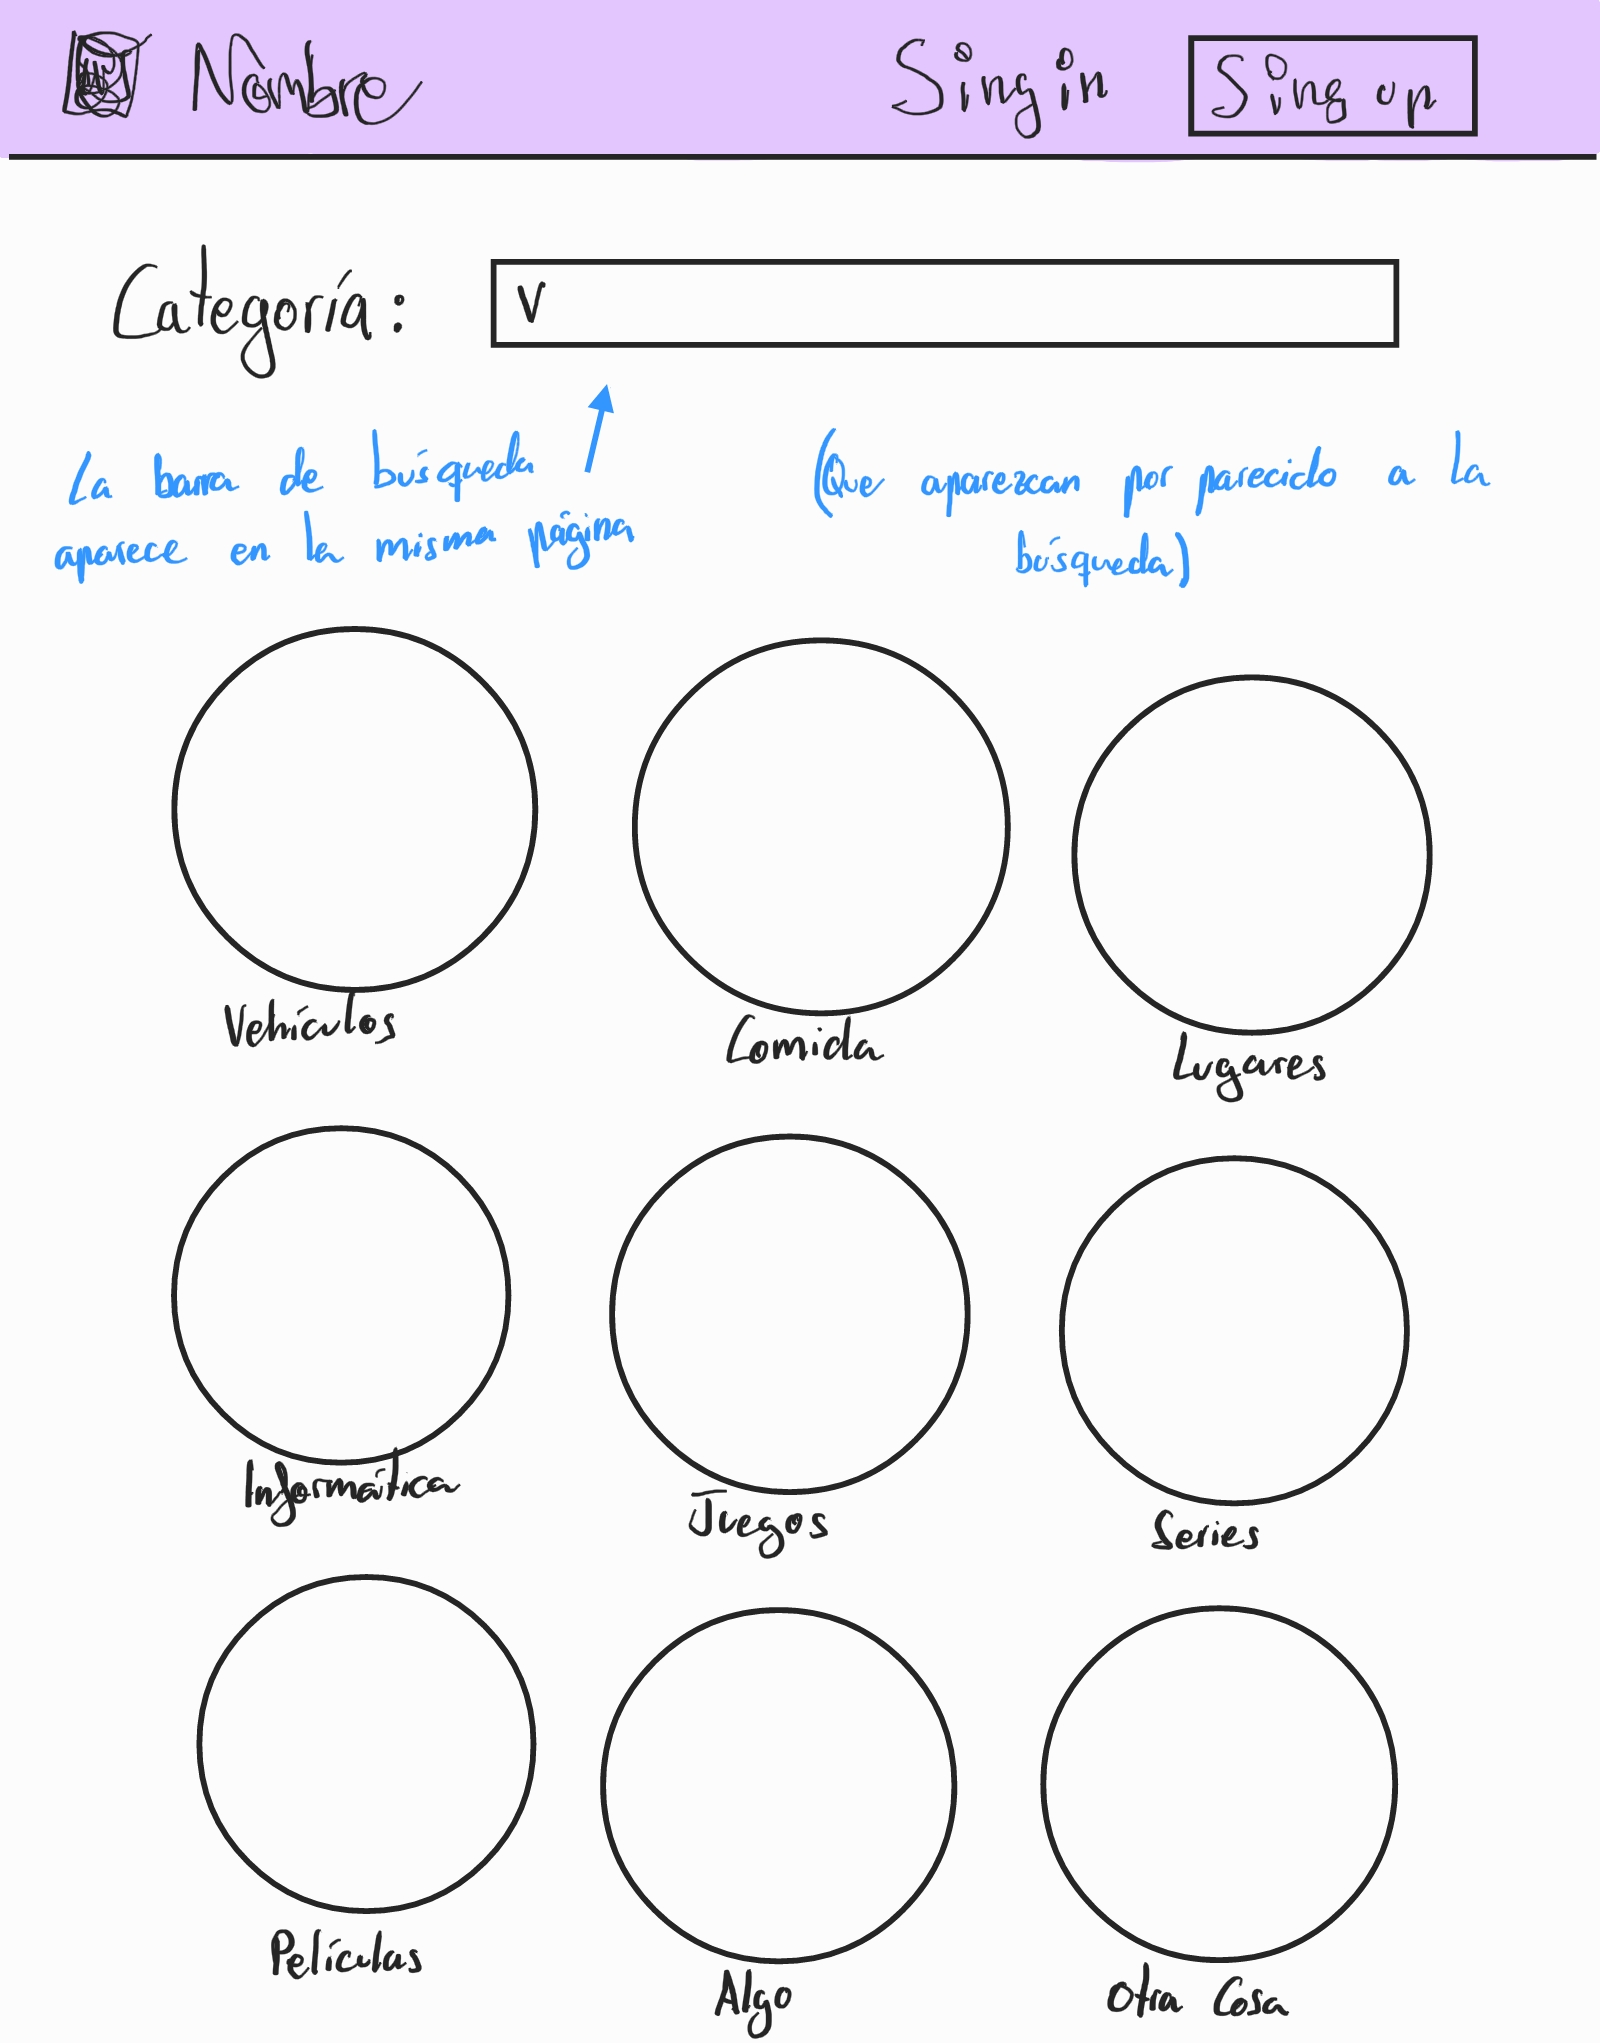 Nombre
Sing in
Sing up
Categoría:
V
La barra de búsqueda
aparece en la misma página
(Que aparezcan por parecido a la
búsqueda)
Vehículos
Comida
Lugares
Informática
Juegos
Series
Películas
Algo
Otra Cosa